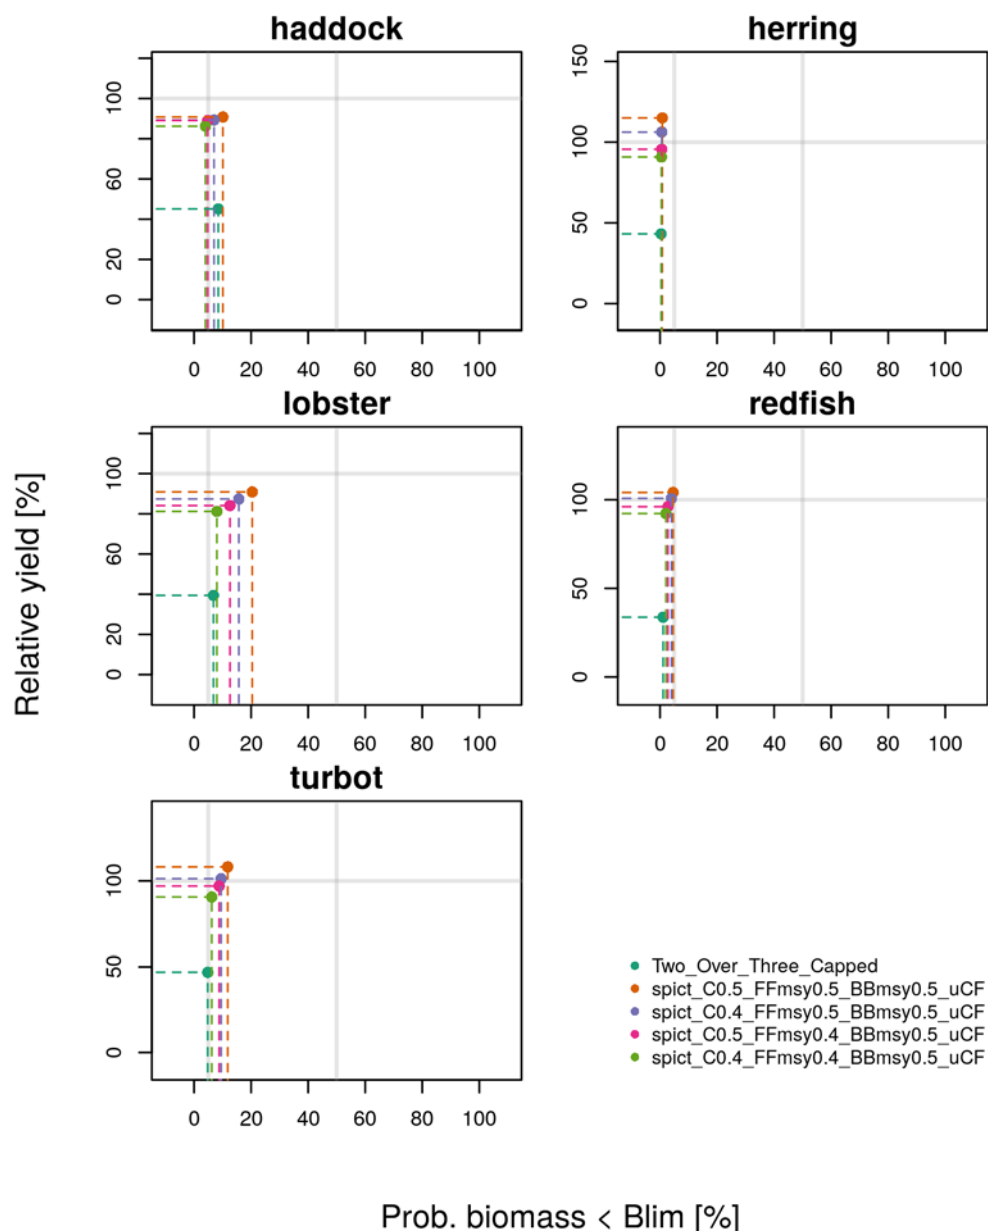 haddock
100
60
20
0
0 20 40 60 80 100
herring
150
100
50
0
0 20 40 60 80 100
lobster
100
60
20
0
0 20 40 60 80 100
redfish
100
50
0
0 20 40 60 80 100
turbot
100
50
0
0 20 40 60 80 100
Relative yield [%]
Two_Over_Three_Capped
spict_C0.5_FFmsy0.5_BBmsy0.5_uCF
spict_C0.4_FFmsy0.5_BBmsy0.5_uCF
spict_C0.5_FFmsy0.4_BBmsy0.5_uCF
spict_C0.4_FFmsy0.4_BBmsy0.5_uCF
Prob. biomass < Blim [%]